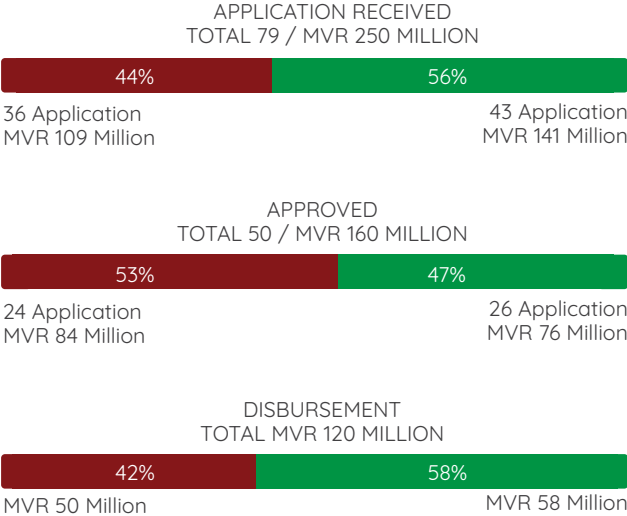 APPLICATION RECEIVED
TOTAL 79 / MVR 250 MILLION
44% 56%
36 Application 43 Application
MVR 109 Million MVR 141 Million
APPROVED
TOTAL 50 / MVR 160 MILLION
53% 47%
24 Application 26 Application
MVR 84 Million MVR 76 Million
DISBURSEMENT
TOTAL MVR 120 MILLION
42% 58%
MVR 50 Million MVR 58 Million